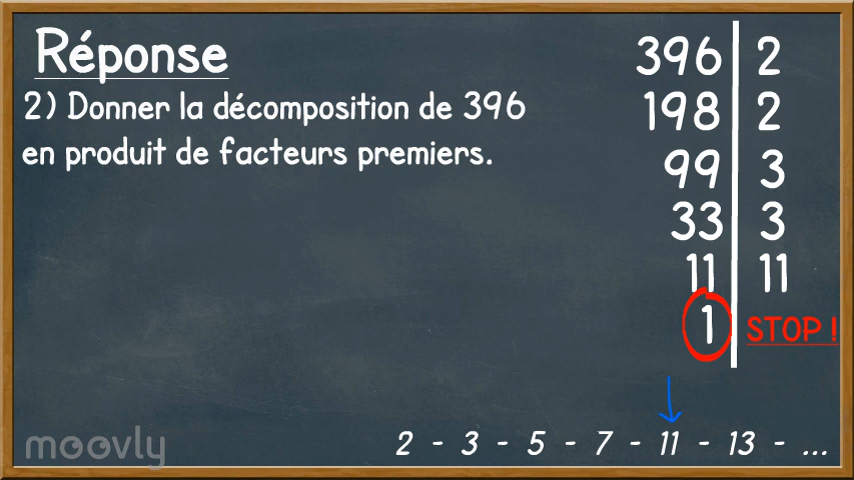 Réponse
2) Donner la décomposition de 396
en produit de facteurs premiers.
396 2
198 2
99 3
33 3
11 11
1 STOP !
2 - 3 - 5 - 7 - 11 - 13 - ...
moovly